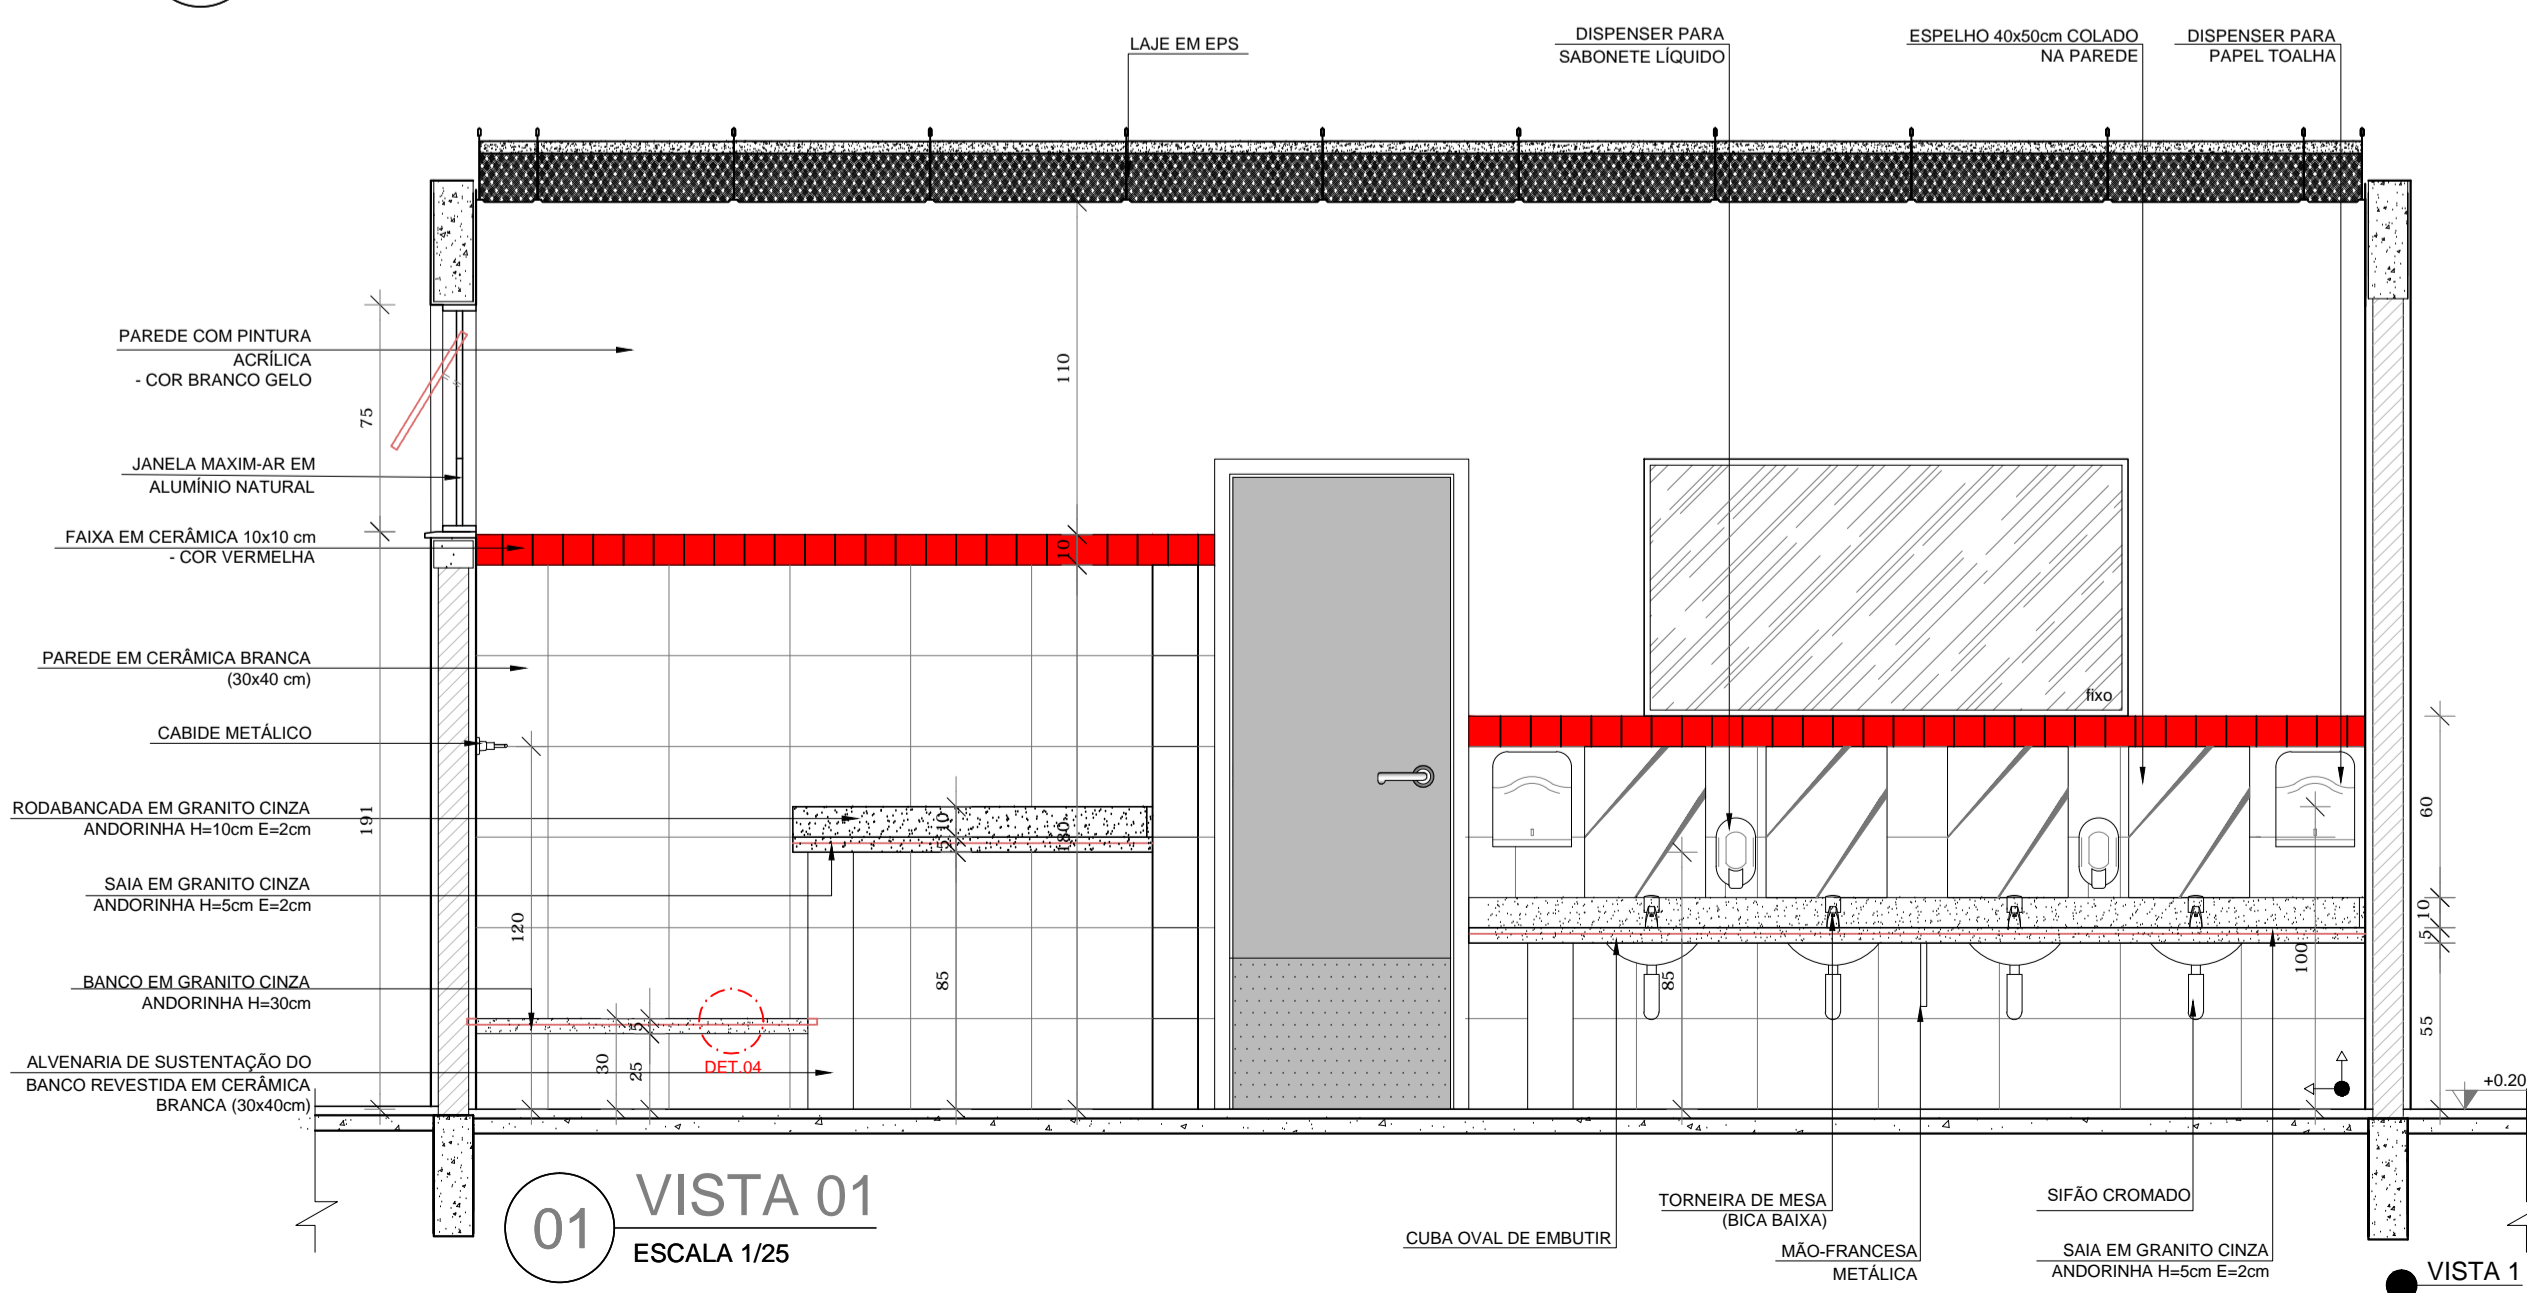 LAJE EM EPS
DISPENSER PARA
SABONETE LÍQUIDO
ESPELHO 40x50cm COLADO
NA PAREDE
DISPENSER PARA
PAPEL TOALHA
PAREDE COM PINTURA
ACRÍLICA
- COR BRANCO GELO
JANELA MAXIM-AR EM
ALUMÍNIO NATURAL
FAIXA EM CERÂMICA 10x10 cm
- COR VERMELHA
PAREDE EM CERÂMICA BRANCA
(30x40 cm)
CABIDE METÁLICO
RODABANCADA EM GRANITO CINZA
ANDORINHA H=10cm E=2cm
SAIA EM GRANITO CINZA
ANDORINHA H=5cm E=2cm
BANCO EM GRANITO CINZA
ANDORINHA H=30cm
ALVENARIA DE SUSTENTAÇÃO DO
BANCO REVESTIDA EM CERÂMICA
BRANCA (30x40cm)
75
191
120
30
25
5
DET.04
10
5
85
110
10
180
fixo
85
100
60
10
5
55
+0.20
CUBA OVAL DE EMBUTIR
TORNEIRA DE MESA
(BICA BAIXA)
MÃO-FRANCESA
METÁLICA
SIFÃO CROMADO
SAIA EM GRANITO CINZA
ANDORINHA H=5cm E=2cm
01
VISTA 01
ESCALA 1/25
VISTA 1